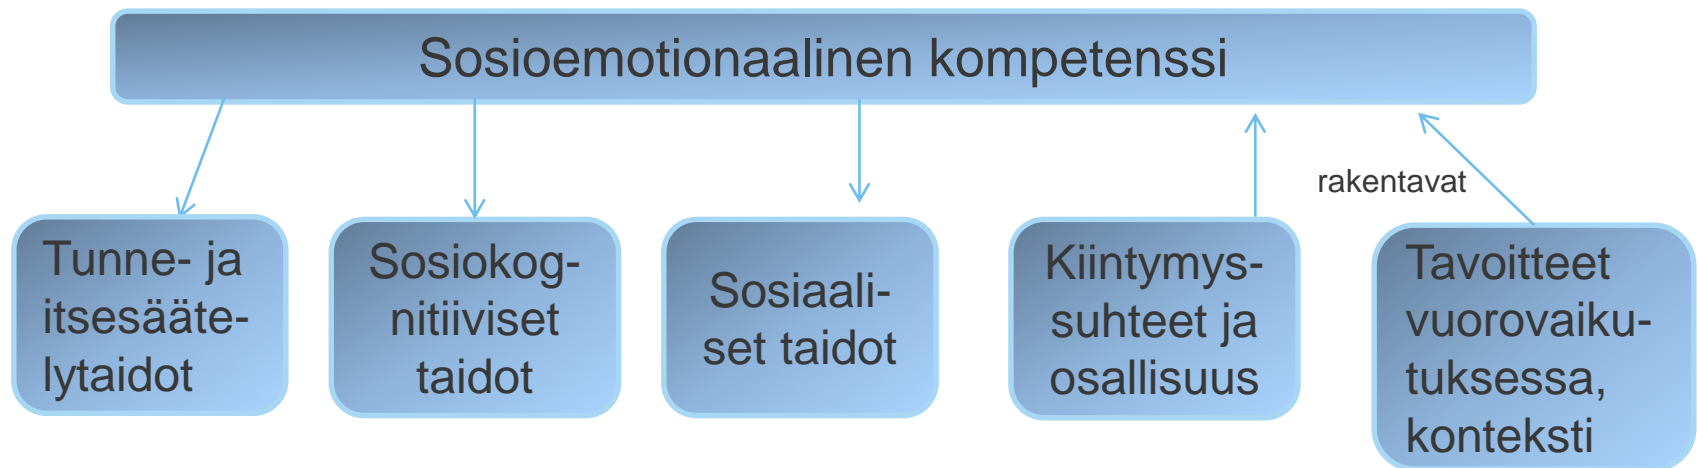 Sosioemotionaalinen kompetenssi
rakentavat
Tunne- ja
itsesääte-
lytaidot
Sosiokog-
nitiiviset
taidot
Sosiaali-
set taidot
Kiintymys-
suhteet ja
osallisuus
Tavoitteet
vuorovaiku-
tuksessa,
konteksti